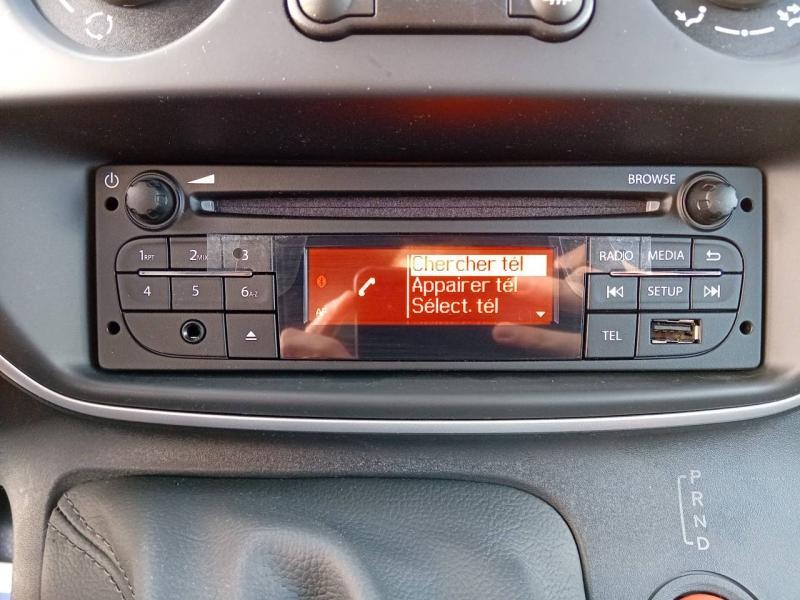 BROWSE
1RPT 2MIX 3 RADIO MEDIA
4 5 6A-Z SETUP
TEL
Chercher tél
Appairer tél
Sélect. tél
P
R
N
D